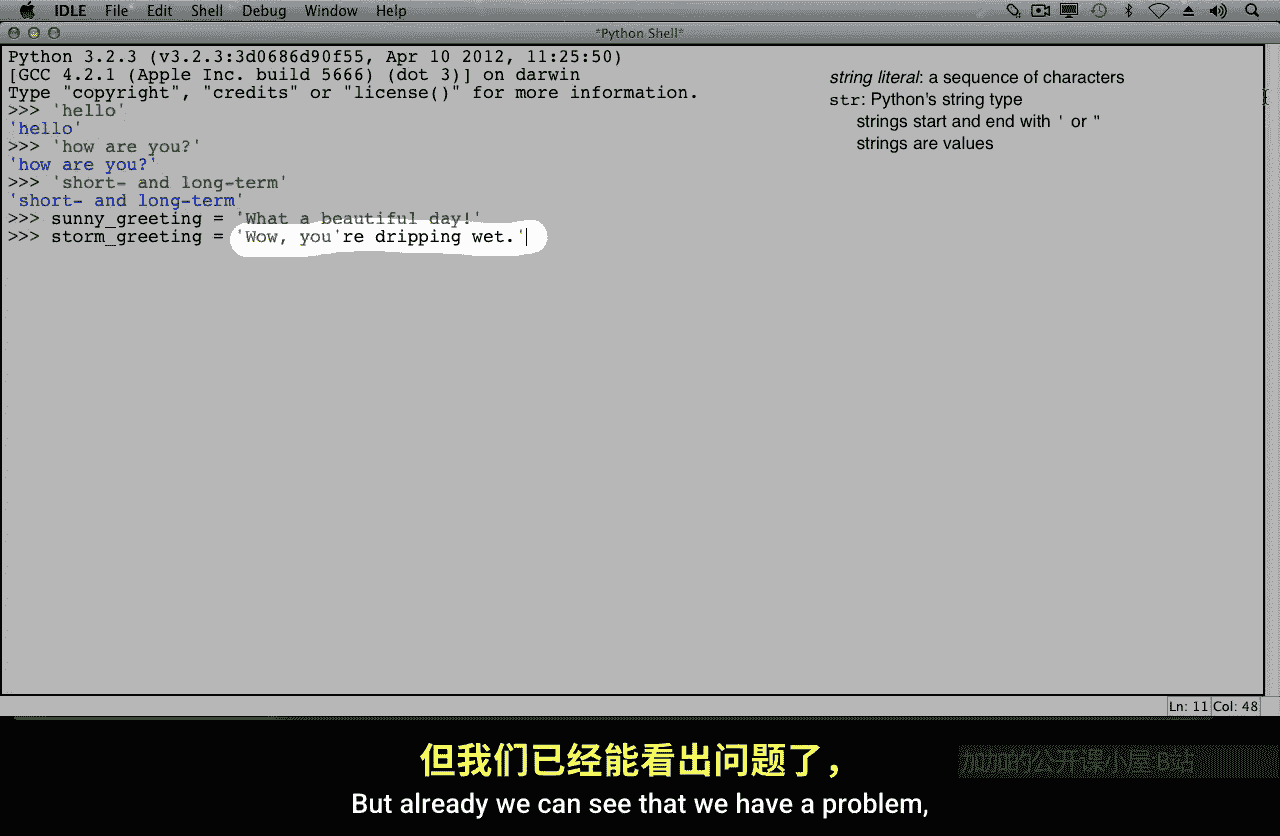 IDLE File Edit Shell Debug Window Help
*Python Shell*
Python 3.2.3 (v3.2.3:3d0686d90f55, Apr 10 2012, 11:25:50)
[GCC 4.2.1 (Apple Inc. build 5666) (dot 3)] on darwin
Type "copyright", "credits" or "license()" for more information.
>>> 'hello'
'hello'
>>> 'how are you?'
'how are you?'
>>> 'short- and long-term'
'short- and long-term'
>>> sunny_greeting = 'What a beautiful day!'
>>> storm_greeting = 'Wow, you're dripping wet.'
string literal: a sequence of characters
str: Python's string type
strings start and end with ' or "
strings are values
Ln: 11 Col: 48
但我们已经能看出问题了，
加加的公开课小屋·B站
But already we can see that we have a problem,